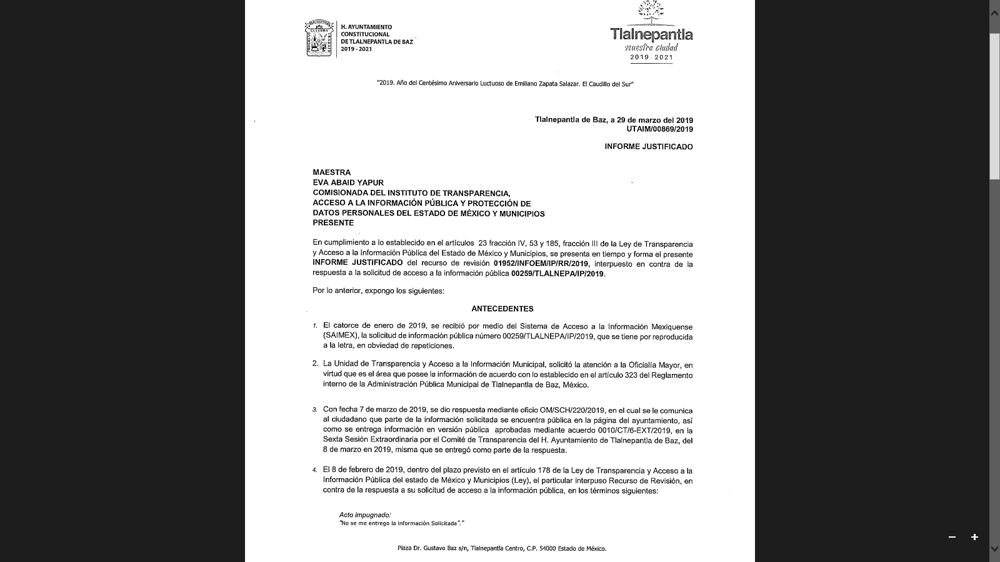 H. AYUNTAMIENTO
CONSTITUCIONAL
DE TLALNEPANTLA DE BAZ
2019 - 2021
Tlalnepantla
nuestra ciudad
2019 - 2021
"2019. Año del Centésimo Aniversario Luctuoso de Emiliano Zapata Salazar. El Caudillo del Sur"
Tlalnepantla de Baz, a 29 de marzo del 2019
UTAIM/00869/2019
INFORME JUSTIFICADO
MAESTRA
EVA ABAID YAPUR
COMISIONADA DEL INSTITUTO DE TRANSPARENCIA,
ACCESO A LA INFORMACIÓN PÚBLICA Y PROTECCIÓN DE
DATOS PERSONALES DEL ESTADO DE MÉXICO Y MUNICIPIOS
PRESENTE
En cumplimiento a lo establecido en el artículos 23 fracción IV, 53 y 185, fracción III de la Ley de Transparencia
y Acceso a la Información Pública del Estado de México y Municipios, se presenta en tiempo y forma el presente
INFORME JUSTIFICADO del recurso de revisión 01952/INFOEM/IP/RR/2019, interpuesto en contra de la
respuesta a la solicitud de acceso a la información pública 00259/TLALNEPA/IP/2019.
Por lo anterior, expongo los siguientes:
ANTECEDENTES
1. El catorce de enero de 2019, se recibió por medio del Sistema de Acceso a la Información Mexiquense
(SAIMEX), la solicitud de información pública número 00259/TLALNEPA/IP/2019, que se tiene por reproducida
a la letra, en obviedad de repeticiones.
2. La Unidad de Transparencia y Acceso a la Información Municipal, solicitó la atención a la Oficialía Mayor, en
virtud que es el área que posee la información de acuerdo con lo establecido en el artículo 323 del Reglamento
interno de la Administración Pública Municipal de Tlalnepantla de Baz, México.
3. Con fecha 7 de marzo de 2019, se dio respuesta mediante oficio OM/SCH/220/2019, en el cual se le comunica
al ciudadano que parte de la información solicitada se encuentra pública en la página del ayuntamiento, así
como se entrega información en versión pública aprobadas mediante acuerdo 0010/CT/6-EXT/2019, en la
Sexta Sesión Extraordinaria por el Comité de Transparencia del H. Ayuntamiento de Tlalnepantla de Baz, del
8 de marzo en 2019, misma que se entregó como parte de la respuesta.
4. El 8 de febrero de 2019, dentro del plazo previsto en el artículo 178 de la Ley de Transparencia y Acceso a la
Información Pública del estado de México y Municipios (Ley), el particular interpuso Recurso de Revisión, en
contra de la respuesta a su solicitud de acceso a la información pública, en los términos siguientes:
Acto impugnado:
"No se me entrego la información Solicitada"."
Plaza Dr. Gustavo Baz s/n, Tlalnepantla Centro, C.P. 54000 Estado de México.